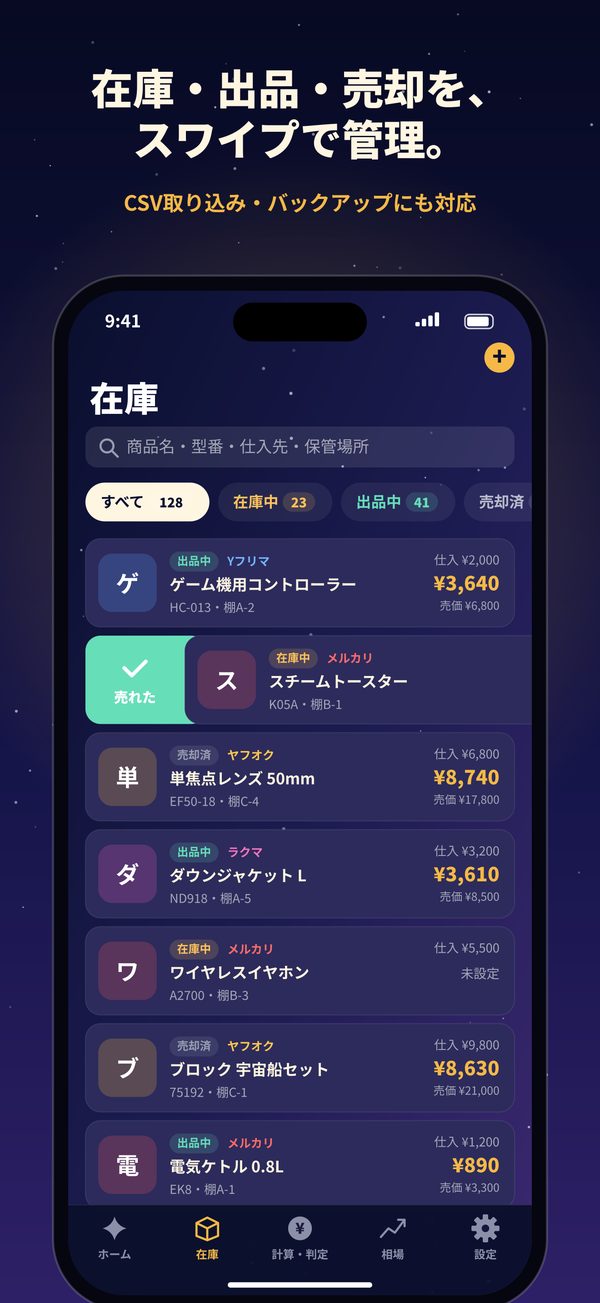 在庫・出品・売却を、
スワイプで管理。
CSV取り込み・バックアップにも対応
9:41
+
在庫
商品名・型番・仕入先・保管場所
すべて 128 在庫中 23 出品中 41 売却済
ゲ 出品中 Yフリマ 仕入 ¥2,000
ゲーム機用コントローラー ¥3,640
HC-013・棚A-2 売価 ¥6,800
売れた
ス 在庫中 メルカリ
スチームトースター
K05A・棚B-1
単 売却済 ヤフオク 仕入 ¥6,800
単焦点レンズ 50mm ¥8,740
EF50-18・棚C-4 売価 ¥17,800
ダ 出品中 ラクマ 仕入 ¥3,200
ダウンジャケット L ¥3,610
ND918・棚A-5 売価 ¥8,500
ワ 在庫中 メルカリ 仕入 ¥5,500
ワイヤレスイヤホン 未設定
A2700・棚B-3
ブ 売却済 ヤフオク 仕入 ¥9,800
ブロック 宇宙船セット ¥8,630
75192・棚C-1 売価 ¥21,000
電 出品中 メルカリ 仕入 ¥1,200
電気ケトル 0.8L ¥890
EK8・棚A-1 売価 ¥3,300
¥
ホーム 在庫 計算・判定 相場 設定